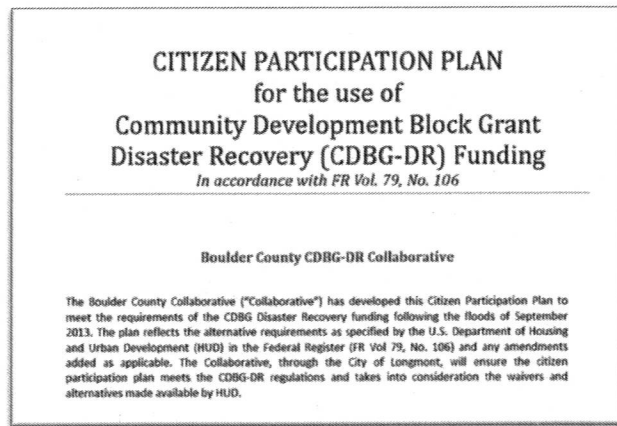 CITIZEN PARTICIPATION PLAN
for the use of
Community Development Block Grant
Disaster Recovery (CDBG-DR) Funding
In accordance with FR Vol. 79, No. 106
Boulder County CDBG-DR Collaborative
The Boulder County Collaborative ("Collaborative") has developed this Citizen Participation Plan to
meet the requirements of the CDBG Disaster Recovery funding following the floods of September
2013. The plan reflects the alternative requirements as specified by the U.S. Department of Housing
and Urban Development (HUD) in the Federal Register (FR Vol 79, No. 106) and any amendments
added as applicable. The Collaborative, through the City of Longmont, will ensure the citizen
participation plan meets the CDBG-DR regulations and takes into consideration the waivers and
alternatives made available by HUD.